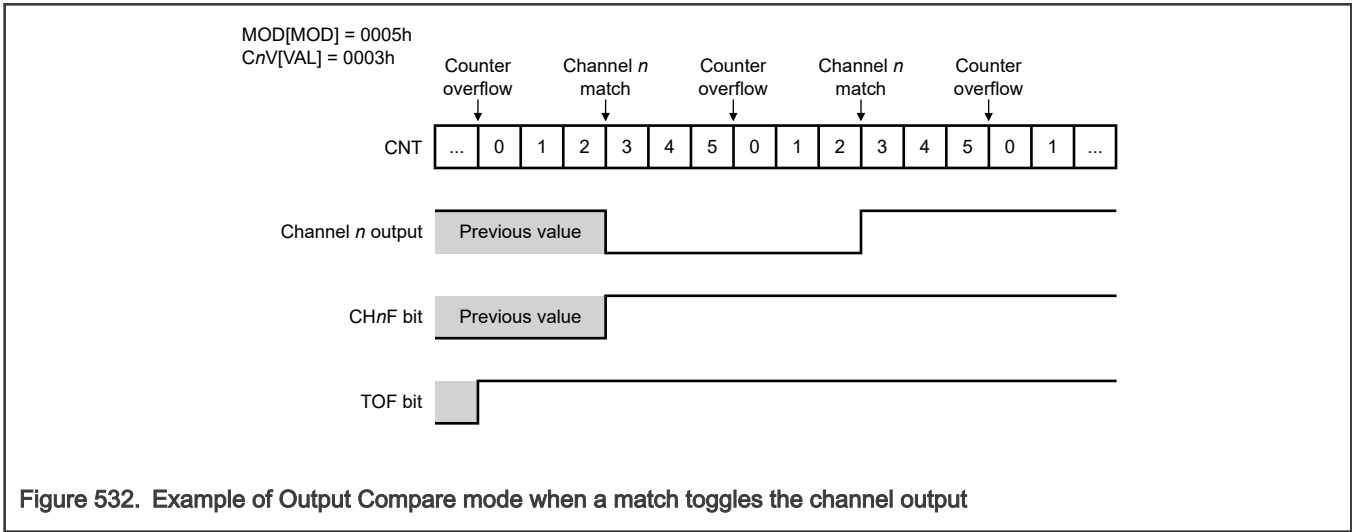 MOD[MOD] = 0005h
CnV[VAL] = 0003h
Counter overflow
Channel n match
Counter overflow
Channel n match
Counter overflow
CNT ... 0 1 2 3 4 5 0 1 2 3 4 5 0 1 ...
Channel n output Previous value
CHnF bit Previous value
TOF bit
Figure 532. Example of Output Compare mode when a match toggles the channel output